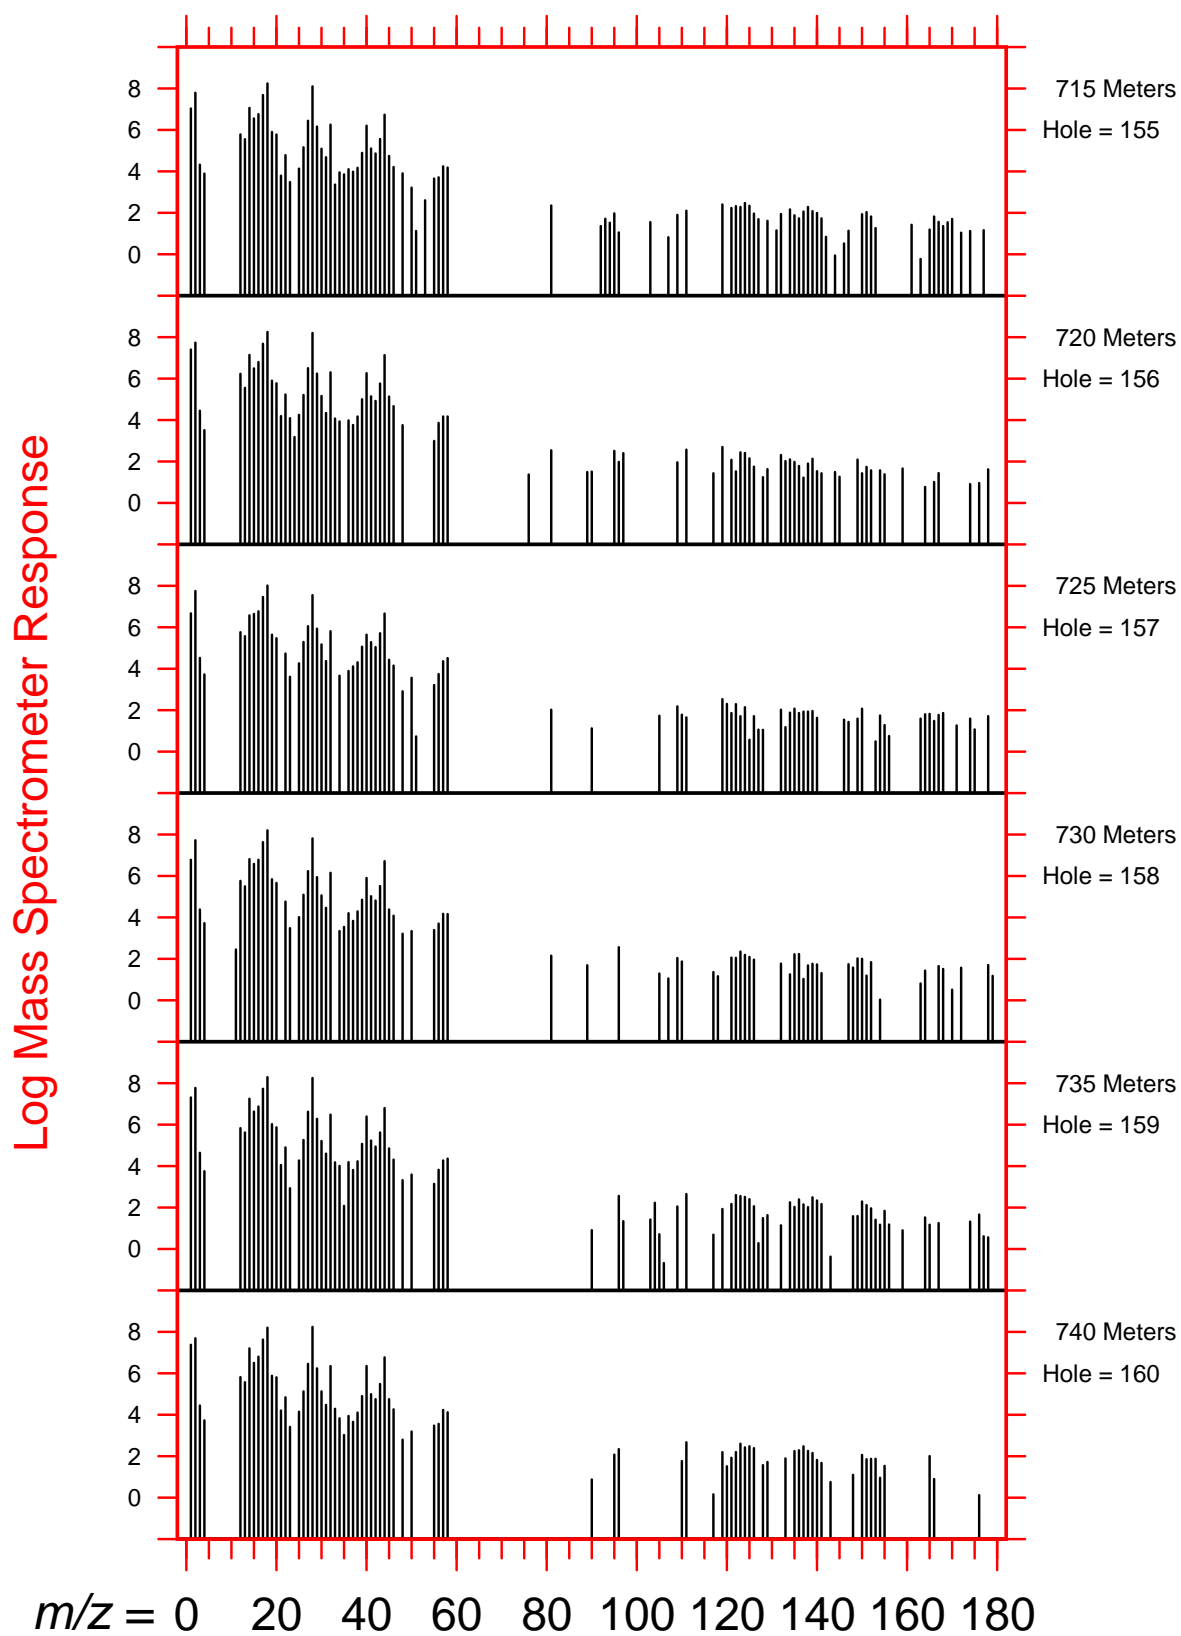 Log Mass Spectrometer Response
8
6
4
2
0
715 Meters
Hole = 155
8
6
4
2
0
720 Meters
Hole = 156
8
6
4
2
0
725 Meters
Hole = 157
8
6
4
2
0
730 Meters
Hole = 158
8
6
4
2
0
735 Meters
Hole = 159
8
6
4
2
0
740 Meters
Hole = 160
m/z = 0 20 40 60 80 100 120 140 160 180